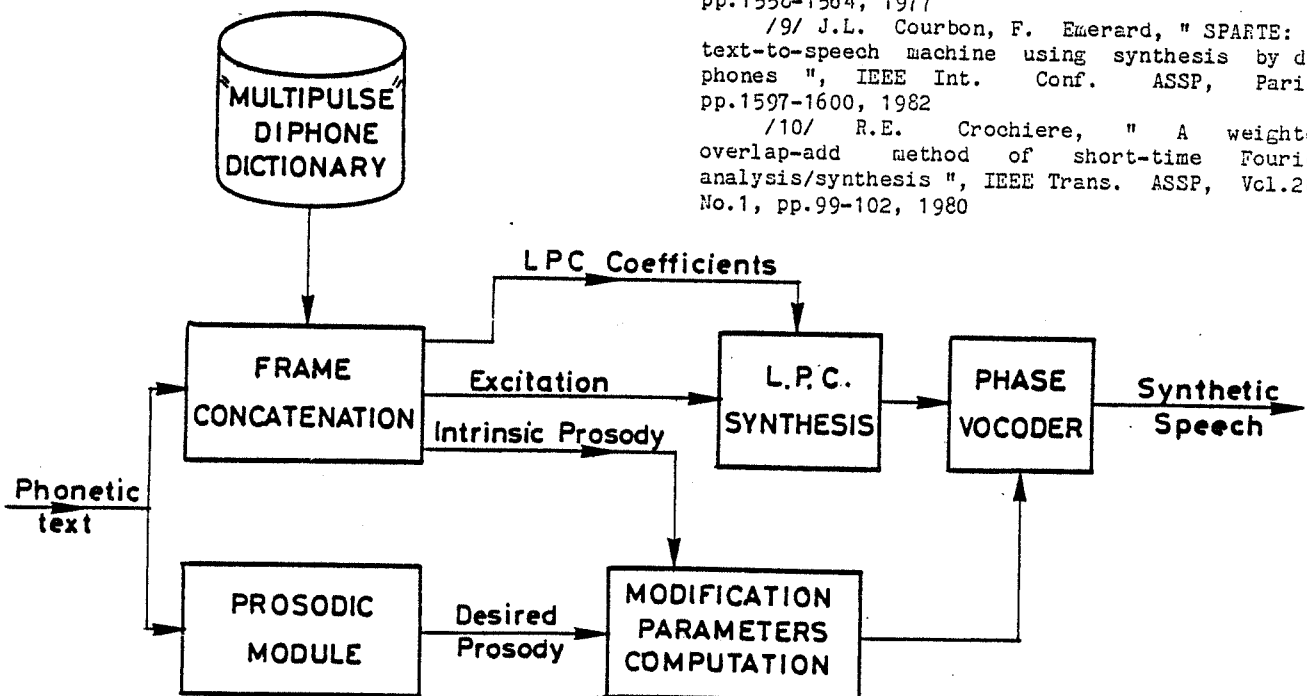 pp.1558-1564, 1977
/9/ J.L. Courbon, F. Emerard, " SPARTE:
text-to-speech machine using synthesis by d
phones ", IEEE Int. Conf. ASSP, Pari
pp.1597-1600, 1982
/10/ R.E. Crochiere, " A weight
overlap-add method of short-time Fouri
analysis/synthesis ", IEEE Trans. ASSP, Vol.2
No.1, pp.99-102, 1980
"MULTIPULSE"
DIPHONE
DICTIONARY
LPC Coefficients
FRAME
CONCATENATION
Excitation
Intrinsic Prosody
L.P.C.
SYNTHESIS
PHASE
VOCODER
Synthetic
Speech
Phonetic
text
PROSODIC
MODULE
Desired
Prosody
MODIFICATION
PARAMETERS
COMPUTATION